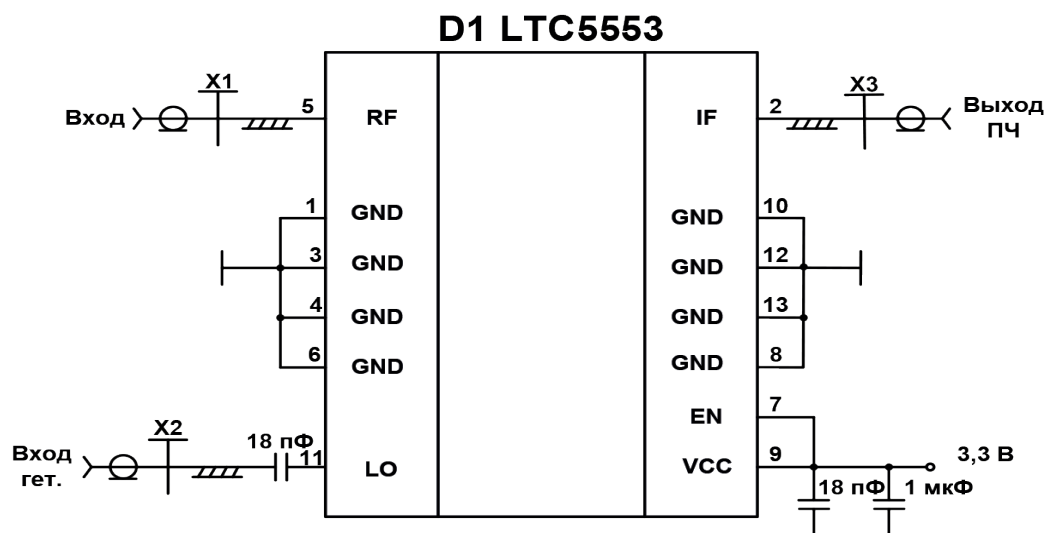 D1 LTC5553
Вход
X1
5
RF
IF
2
X3
Выход
ПЧ
1
GND
GND
10
3
GND
GND
12
4
GND
GND
13
6
GND
GND
8
EN
7
Вход
гет.
X2
18 пФ
11
LO
VCC
9
3,3 В
18 пФ
1 мкФ